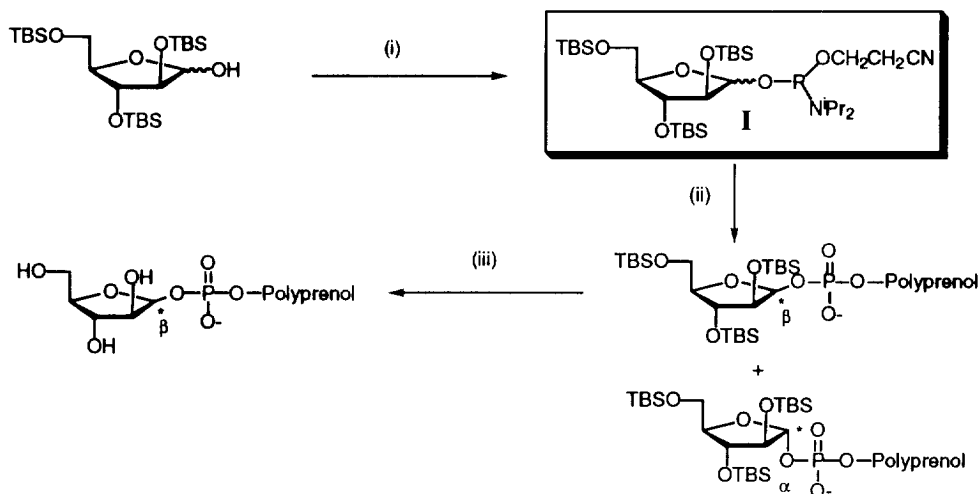 TBSO O OTBS OH
OTBS
(i)
TBSO O OTBS O—P OCH₂CH₂CN
OTBS I NⁱPr₂
(ii)
HO O OH O—P—O—Polyprenol
O
O-
OH
*
β
(iii)
TBSO O OTBS O—P—O—Polyprenol
O
O-
OTBS
*
β
+
TBSO O OTBS * O
O—P—O—Polyprenol
OTBS α O-